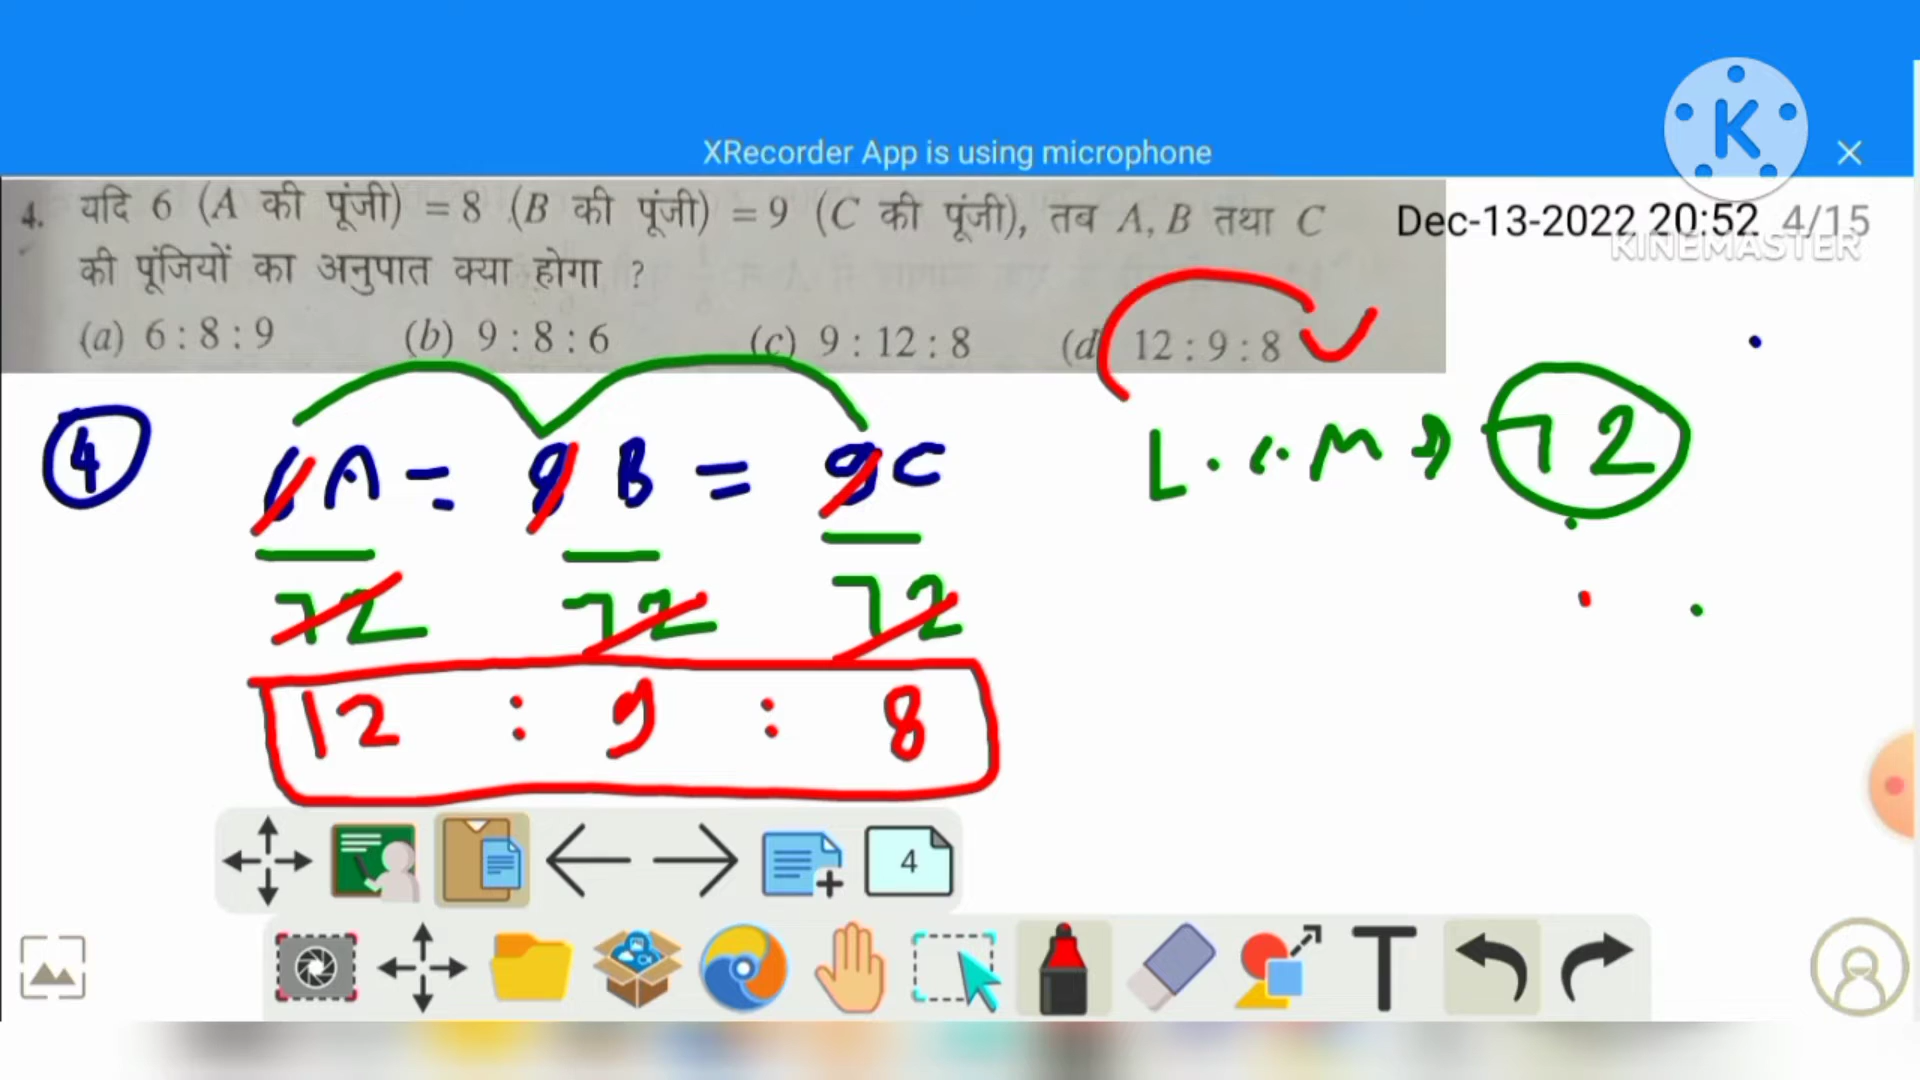 XRecorder App is using microphone
4. यदि 6 (A की पूंजी) = 8 (B की पूंजी) = 9 (C की पूंजी), तब A, B तथा C
की पूंजियों का अनुपात क्या होगा ?
(a) 6 : 8 : 9 (b) 9 : 8 : 6 (c) 9 : 12 : 8 (d) 12 : 9 : 8
Dec-13-2022 20:52 4/15
KINEMASTER
4
6A = 8B = 9C
72 72 72
12 : 9 : 8
L.C.M → 72
4